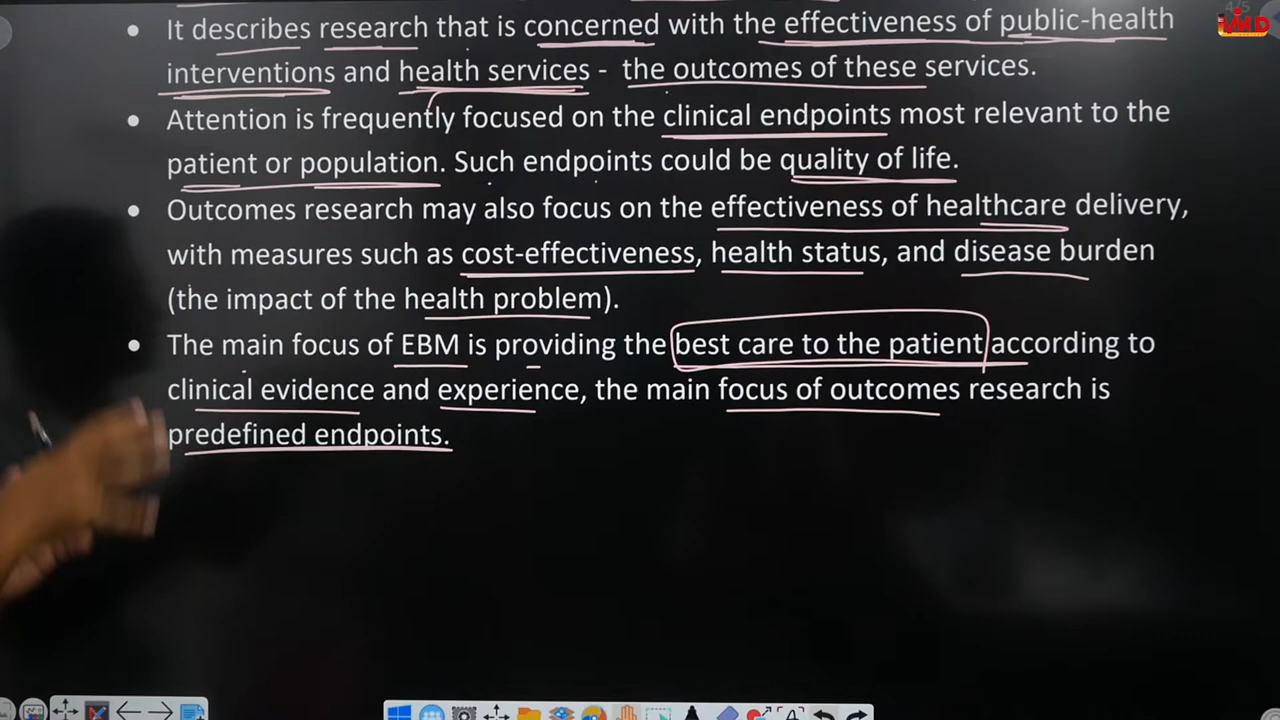 4/5
• It describes research that is concerned with the effectiveness of public-health
interventions and health services - the outcomes of these services.
• Attention is frequently focused on the clinical endpoints most relevant to the
patient or population. Such endpoints could be quality of life.
• Outcomes research may also focus on the effectiveness of healthcare delivery,
with measures such as cost-effectiveness, health status, and disease burden
(the impact of the health problem).
• The main focus of EBM is providing the best care to the patient according to
clinical evidence and experience, the main focus of outcomes research is
predefined endpoints.